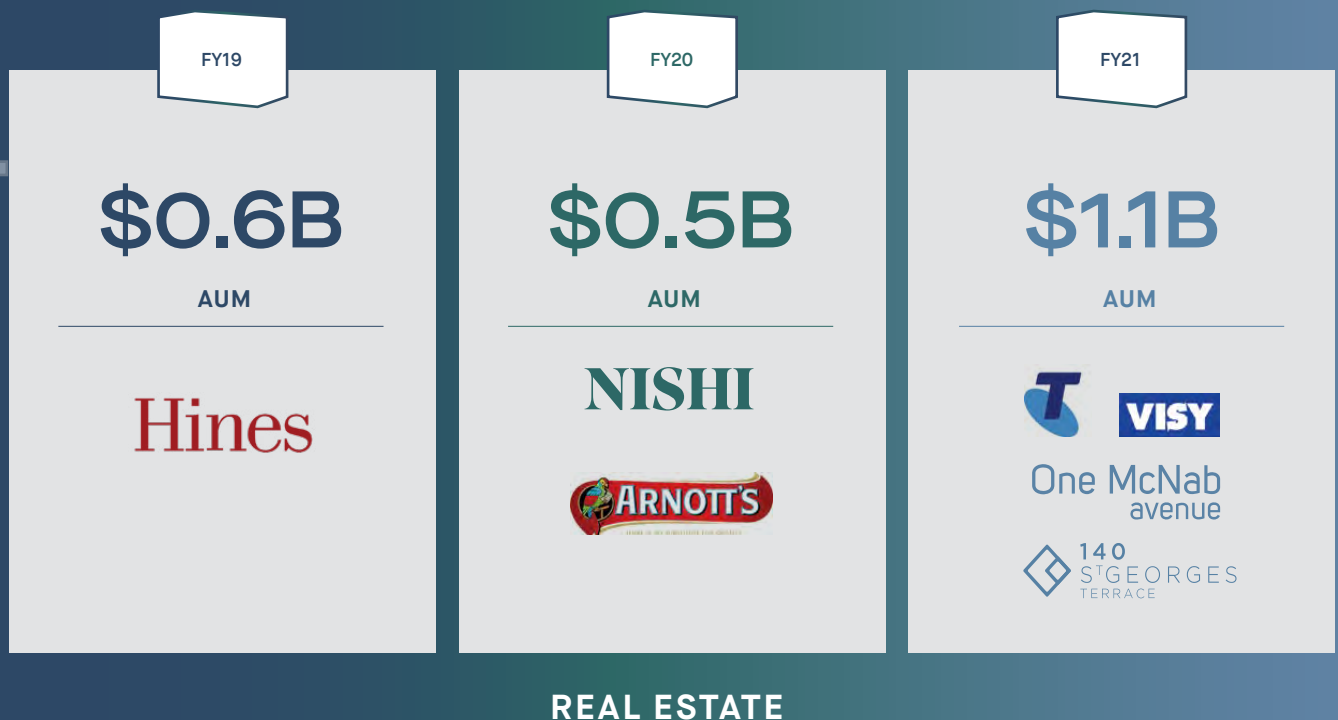 FY19
$0.6B
AUM
Hines
FY20
$0.5B
AUM
NISHI
ARNOTT'S
FY21
$1.1B
AUM
T
VISY
One McNab
avenue
140
STGEORGES
TERRACE
REAL ESTATE